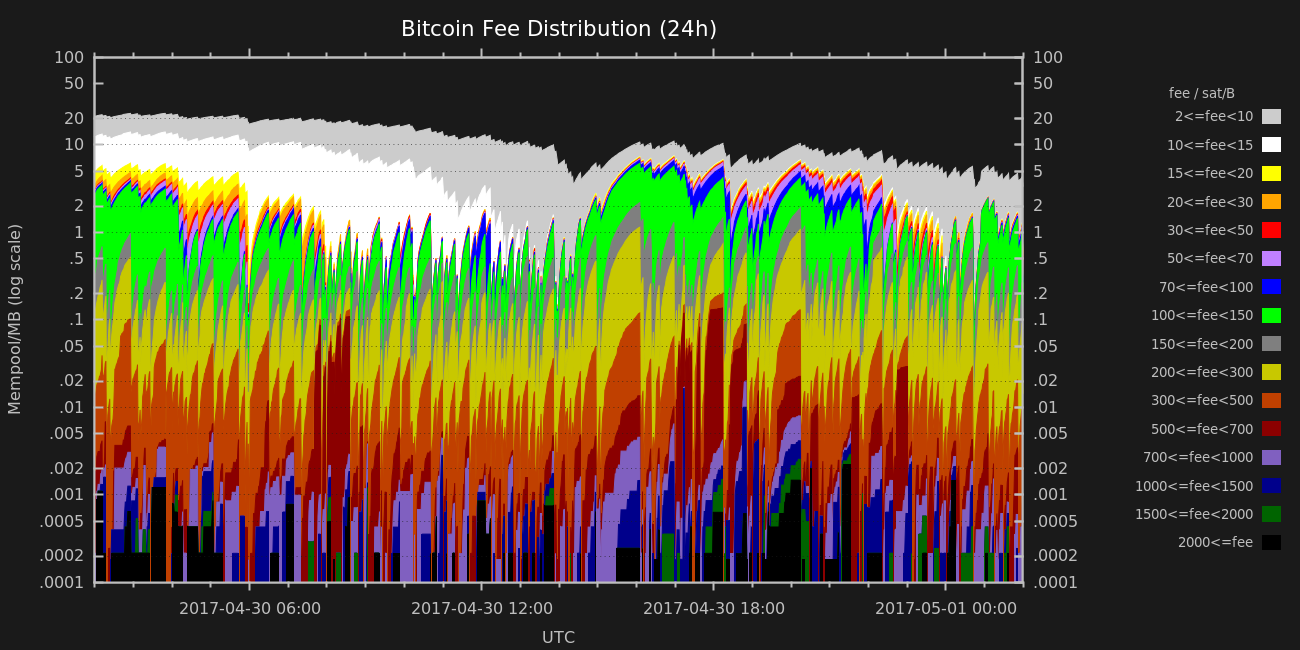 Bitcoin Fee Distribution (24h)
Mempool/MB (log scale)
100
50
20
10
5
2
1
.5
.2
.1
.05
.02
.01
.005
.002
.001
.0005
.0002
.0001
100
50
20
10
5
2
1
.5
.2
.1
.05
.02
.01
.005
.002
.001
.0005
.0002
.0001
2017-04-30 06:00
2017-04-30 12:00
2017-04-30 18:00
2017-05-01 00:00
UTC
fee / sat/B
2<=fee<10
10<=fee<15
15<=fee<20
20<=fee<30
30<=fee<50
50<=fee<70
70<=fee<100
100<=fee<150
150<=fee<200
200<=fee<300
300<=fee<500
500<=fee<700
700<=fee<1000
1000<=fee<1500
1500<=fee<2000
2000<=fee